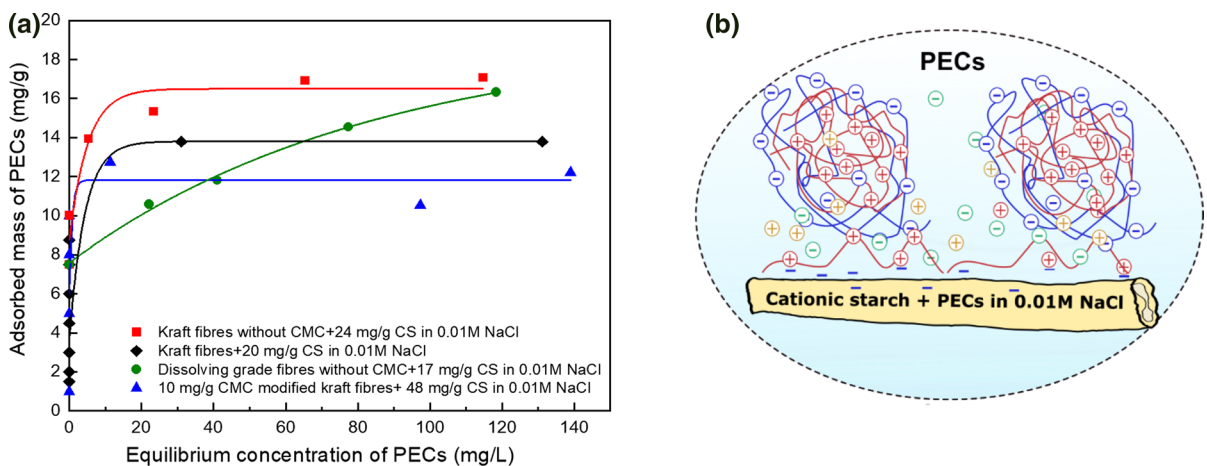 (a)
Adsorbed mass of PECs (mg/g)
20
18
16
14
12
10
8
6
4
2
0
0 20 40 60 80 100 120 140
Equilibrium concentration of PECs (mg/L)
Kraft fibres without CMC+24 mg/g CS in 0.01M NaCl
Kraft fibres+20 mg/g CS in 0.01M NaCl
Dissolving grade fibres without CMC+17 mg/g CS in 0.01M NaCl
10 mg/g CMC modified kraft fibres+ 48 mg/g CS in 0.01M NaCl
(b)
PECs
Cationic starch + PECs in 0.01M NaCl